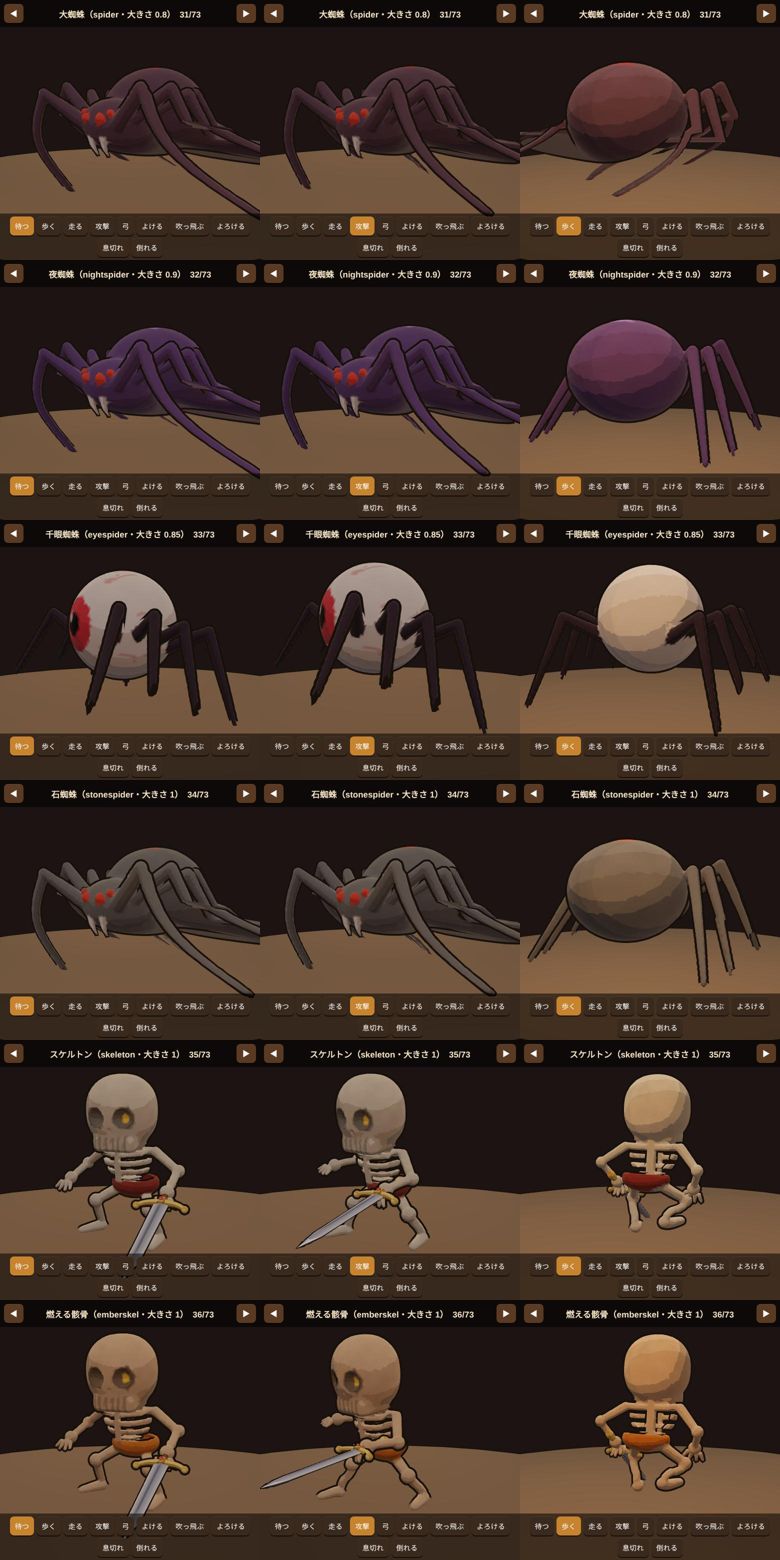 ◀ 大蜘蛛（spider・大きさ 0.8） 31/73 ▶
待つ 歩く 走る 攻撃 弓 よける 吹っ飛ぶ よろける
息切れ 倒れる
◀ 大蜘蛛（spider・大きさ 0.8） 31/73 ▶
待つ 歩く 走る 攻撃 弓 よける 吹っ飛ぶ よろける
息切れ 倒れる
◀ 大蜘蛛（spider・大きさ 0.8） 31/73 ▶
待つ 歩く 走る 攻撃 弓 よける 吹っ飛ぶ よろける
息切れ 倒れる
◀ 夜蜘蛛（nightspider・大きさ 0.9） 32/73 ▶
待つ 歩く 走る 攻撃 弓 よける 吹っ飛ぶ よろける
息切れ 倒れる
◀ 夜蜘蛛（nightspider・大きさ 0.9） 32/73 ▶
待つ 歩く 走る 攻撃 弓 よける 吹っ飛ぶ よろける
息切れ 倒れる
◀ 夜蜘蛛（nightspider・大きさ 0.9） 32/73 ▶
待つ 歩く 走る 攻撃 弓 よける 吹っ飛ぶ よろける
息切れ 倒れる
◀ 千眼蜘蛛（eyespider・大きさ 0.85） 33/73 ▶
待つ 歩く 走る 攻撃 弓 よける 吹っ飛ぶ よろける
息切れ 倒れる
◀ 千眼蜘蛛（eyespider・大きさ 0.85） 33/73 ▶
待つ 歩く 走る 攻撃 弓 よける 吹っ飛ぶ よろける
息切れ 倒れる
◀ 千眼蜘蛛（eyespider・大きさ 0.85） 33/73 ▶
待つ 歩く 走る 攻撃 弓 よける 吹っ飛ぶ よろける
息切れ 倒れる
◀ 石蜘蛛（stonespider・大きさ 1） 34/73 ▶
待つ 歩く 走る 攻撃 弓 よける 吹っ飛ぶ よろける
息切れ 倒れる
◀ 石蜘蛛（stonespider・大きさ 1） 34/73 ▶
待つ 歩く 走る 攻撃 弓 よける 吹っ飛ぶ よろける
息切れ 倒れる
◀ 石蜘蛛（stonespider・大きさ 1） 34/73 ▶
待つ 歩く 走る 攻撃 弓 よける 吹っ飛ぶ よろける
息切れ 倒れる
◀ スケルトン（skeleton・大きさ 1） 35/73 ▶
待つ 歩く 走る 攻撃 弓 よける 吹っ飛ぶ よろける
息切れ 倒れる
◀ スケルトン（skeleton・大きさ 1） 35/73 ▶
待つ 歩く 走る 攻撃 弓 よける 吹っ飛ぶ よろける
息切れ 倒れる
◀ スケルトン（skeleton・大きさ 1） 35/73 ▶
待つ 歩く 走る 攻撃 弓 よける 吹っ飛ぶ よろける
息切れ 倒れる
◀ 燃える骸骨（emberskel・大きさ 1） 36/73 ▶
待つ 歩く 走る 攻撃 弓 よける 吹っ飛ぶ よろける
息切れ 倒れる
◀ 燃える骸骨（emberskel・大きさ 1） 36/73 ▶
待つ 歩く 走る 攻撃 弓 よける 吹っ飛ぶ よろける
息切れ 倒れる
◀ 燃える骸骨（emberskel・大きさ 1） 36/73 ▶
待つ 歩く 走る 攻撃 弓 よける 吹っ飛ぶ よろける
息切れ 倒れる